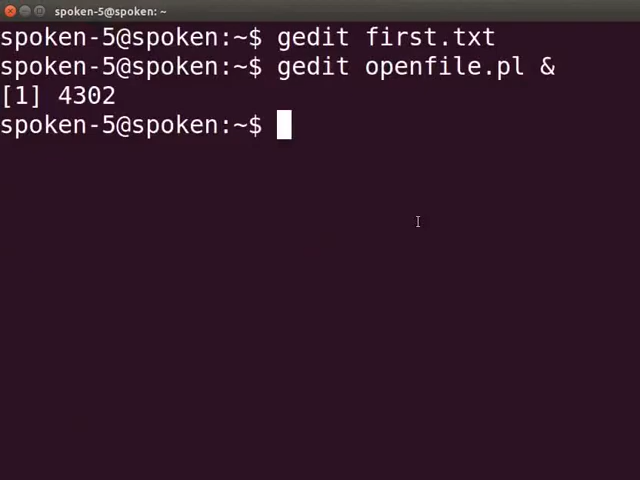 spoken-5@spoken: ~
spoken-5@spoken:~$ gedit first.txt
spoken-5@spoken:~$ gedit openfile.pl &
[1] 4302
spoken-5@spoken:~$